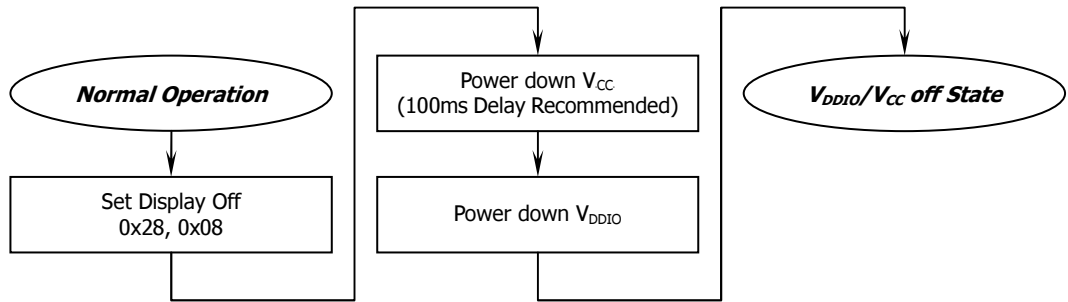 Normal Operation
Set Display Off
0x28, 0x08
Power down VCC
(100ms Delay Recommended)
Power down VDDIO
VDDIO/VCC off State